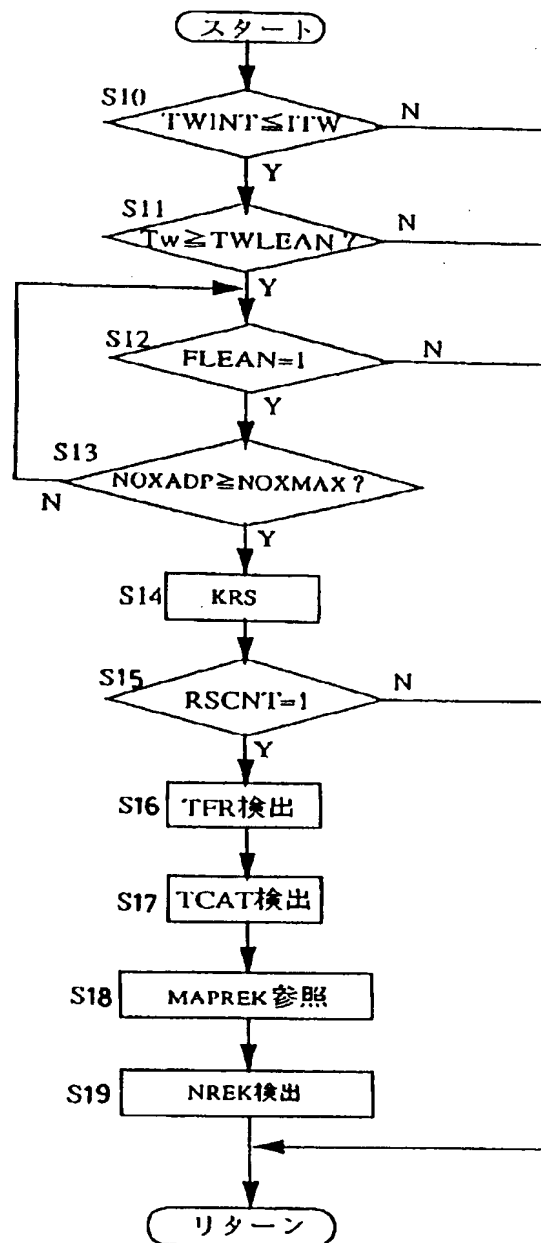 スタート
S10
TWINT≦ITW
N
Y
S11
Tw≧TWLEAN?
N
Y
S12
FLEAN=1
N
Y
S13
NOXADP≧NOXMAX?
N
Y
S14
KRS
S15
RSCNT=1
N
Y
S16
TFR検出
S17
TCAT検出
S18
MAPREK参照
S19
NREK検出
リターン